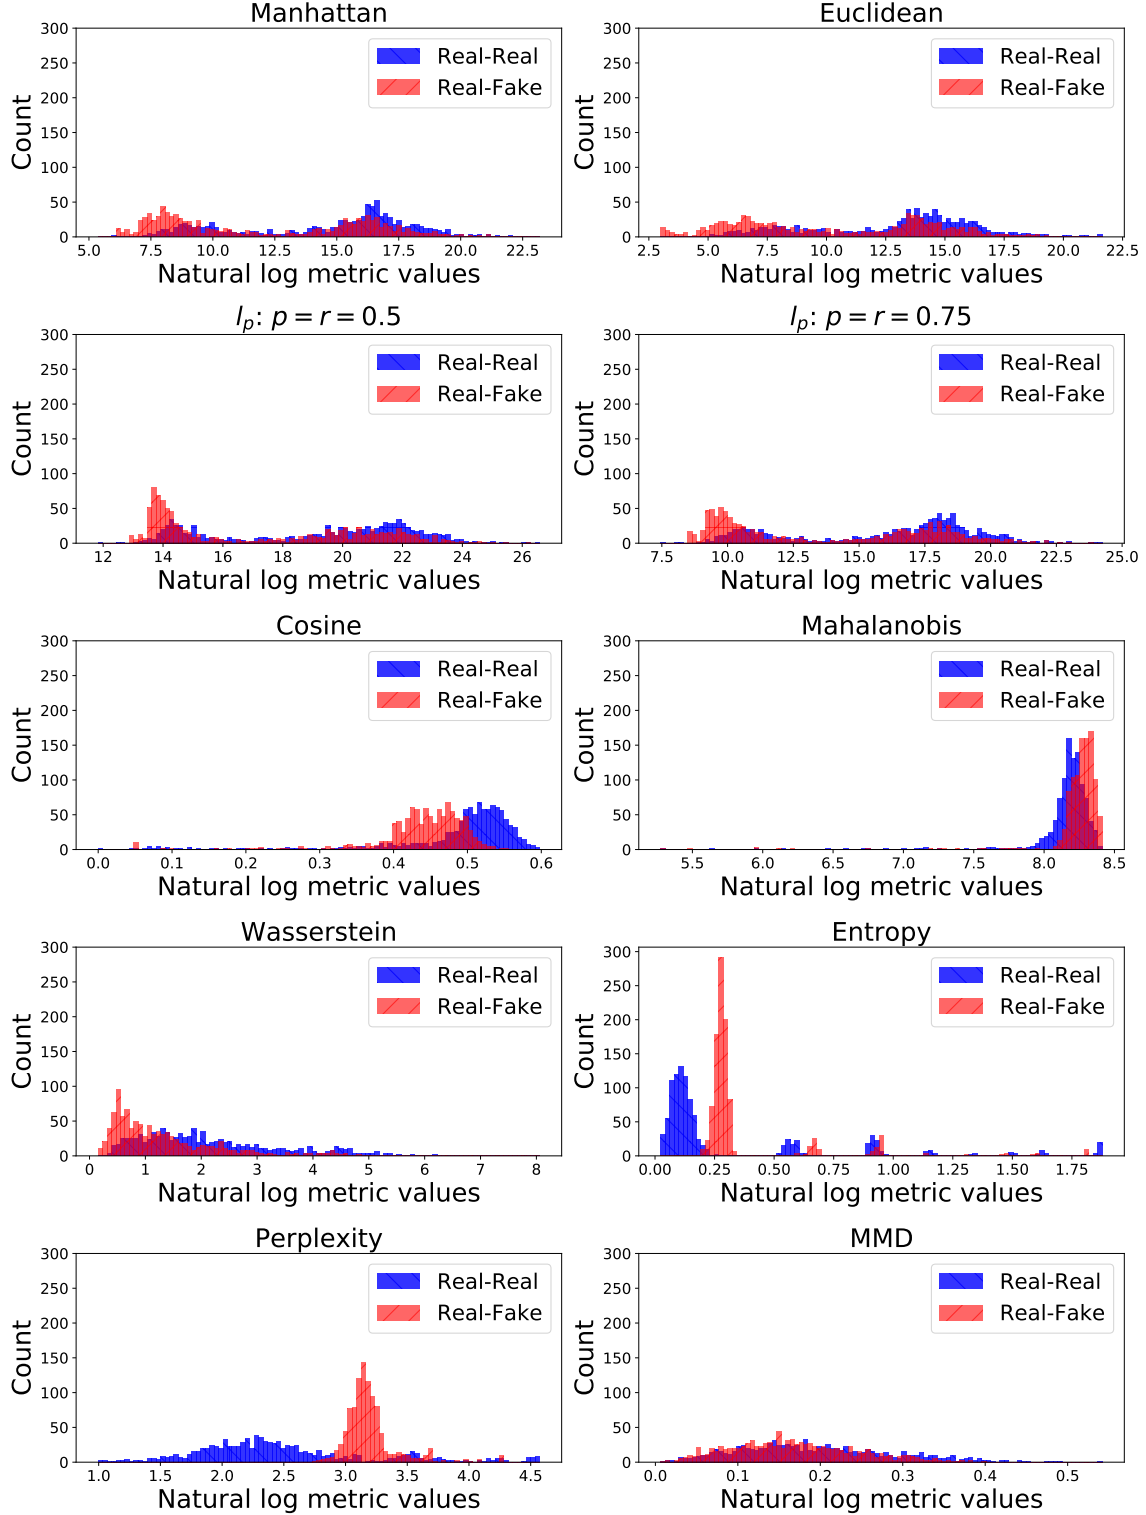 Manhattan
300
250
200
150
100
50
0
Count
Real-Real
Real-Fake
5.0 7.5 10.0 12.5 15.0 17.5 20.0 22.5
Natural log metric values
Euclidean
300
250
200
150
100
50
0
Count
Real-Real
Real-Fake
2.5 5.0 7.5 10.0 12.5 15.0 17.5 20.0 22.5
Natural log metric values
l_p: p = r = 0.5
300
250
200
150
100
50
0
Count
Real-Real
Real-Fake
12 14 16 18 20 22 24 26
Natural log metric values
l_p: p = r = 0.75
300
250
200
150
100
50
0
Count
Real-Real
Real-Fake
7.5 10.0 12.5 15.0 17.5 20.0 22.5 25.0
Natural log metric values
Cosine
300
250
200
150
100
50
0
Count
Real-Real
Real-Fake
0.0 0.1 0.2 0.3 0.4 0.5 0.6
Natural log metric values
Mahalanobis
300
250
200
150
100
50
0
Count
Real-Real
Real-Fake
5.5 6.0 6.5 7.0 7.5 8.0 8.5
Natural log metric values
Wasserstein
300
250
200
150
100
50
0
Count
Real-Real
Real-Fake
0 1 2 3 4 5 6 7 8
Natural log metric values
Entropy
300
250
200
150
100
50
0
Count
Real-Real
Real-Fake
0.00 0.25 0.50 0.75 1.00 1.25 1.50 1.75
Natural log metric values
Perplexity
300
250
200
150
100
50
0
Count
Real-Real
Real-Fake
1.0 1.5 2.0 2.5 3.0 3.5 4.0 4.5
Natural log metric values
MMD
300
250
200
150
100
50
0
Count
Real-Real
Real-Fake
0.0 0.1 0.2 0.3 0.4 0.5
Natural log metric values